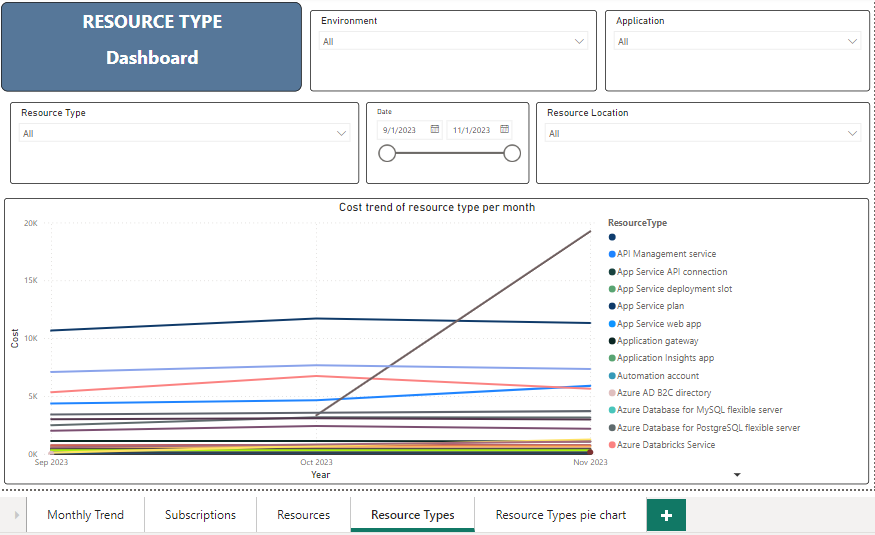 RESOURCE TYPE
Dashboard
Environment
All
Application
All
Resource Type
All
Date
9/1/2023
11/1/2023
Resource Location
All
Cost trend of resource type per month
20K
15K
10K
5K
0K
Cost
Sep 2023
Oct 2023
Nov 2023
Year
ResourceType
API Management service
App Service API connection
App Service deployment slot
App Service plan
App Service web app
Application gateway
Application Insights app
Automation account
Azure AD B2C directory
Azure Database for MySQL flexible server
Azure Database for PostgreSQL flexible server
Azure Databricks Service
Monthly Trend
Subscriptions
Resources
Resource Types
Resource Types pie chart
+